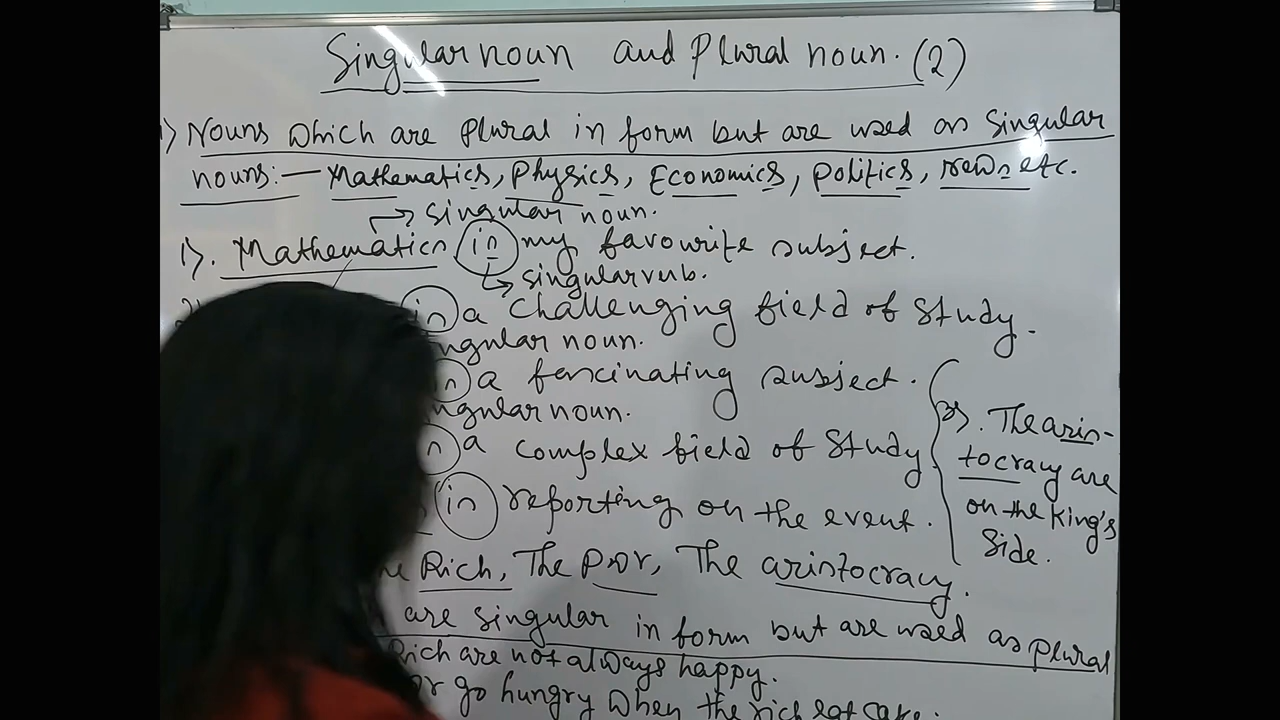 Singular noun and Plural noun. (2)
1) Nouns which are plural in form but are used as singular
nouns:— Mathematics, Physics, Economics, politics, news etc.
→ singular noun.
1). Mathematics is my favourite subject.
→ singular verb.
is a challenging field of study.
ngular noun.
a fascinating subject.
ngular noun.
a complex field of study
is reporting on the event.
Rich, The poor, The aristocracy.
are singular in form but are used as plural
Rich are not always happy.
go hungry when the rich eat cake.
3). The aris-
tocracy are
on the king's
side.